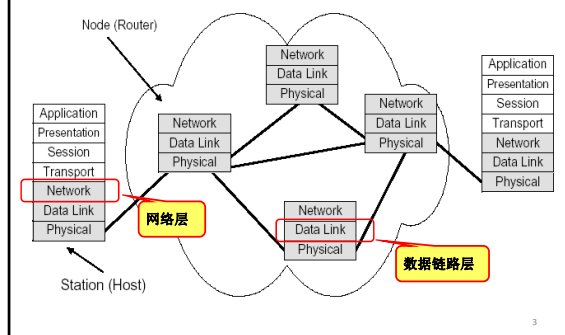 Node (Router)
Network
Data Link
Physical
Application
Presentation
Session
Transport
Network
Data Link
Physical
Network
Data Link
Physical
Network
Data Link
Physical
Application
Presentation
Session
Transport
Network
Data Link
Physical
网络层
Network
Data Link
Physical
数据链路层
Station (Host)
3